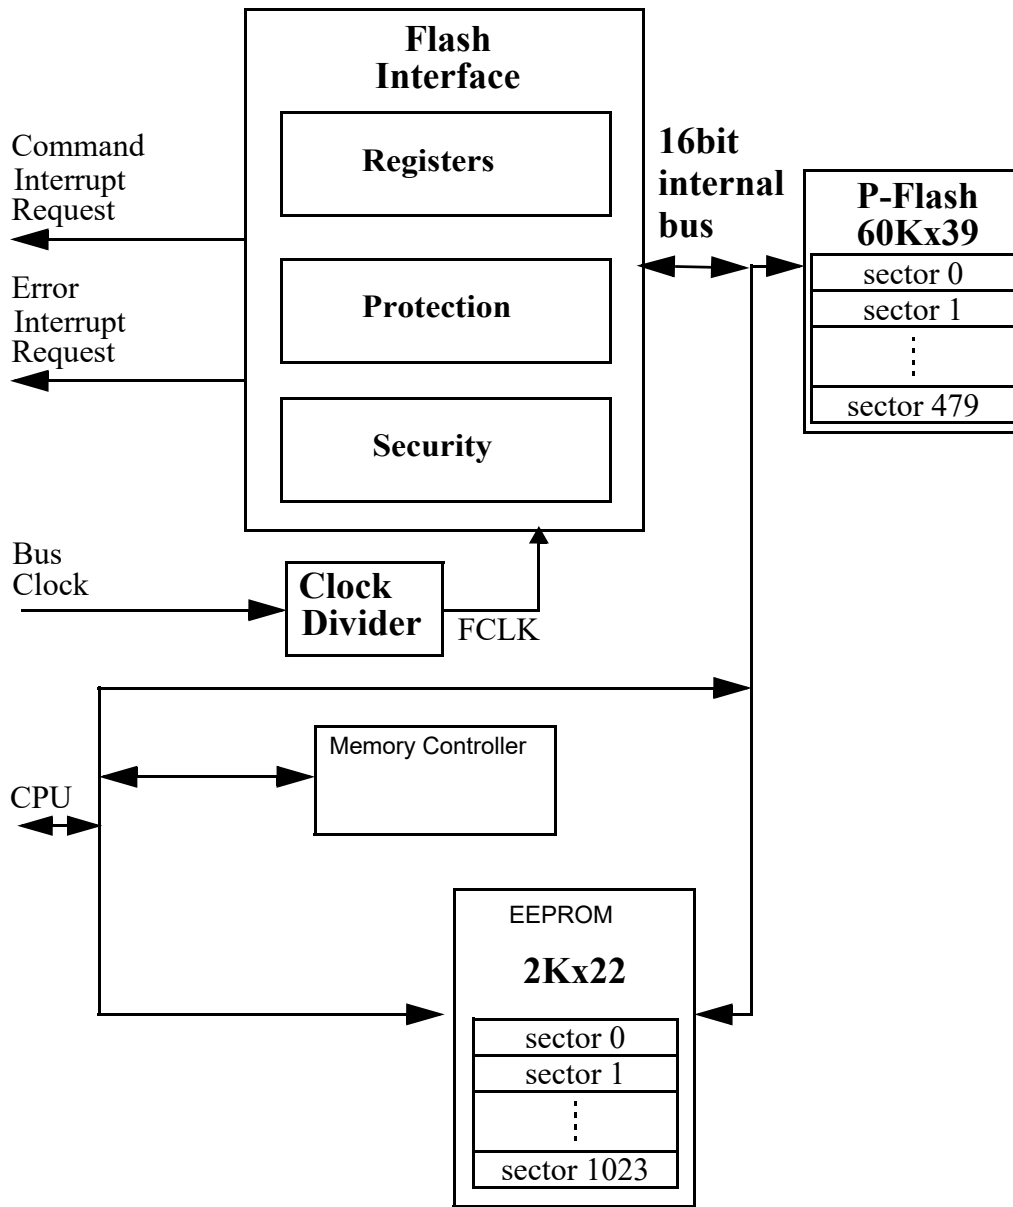 Flash
Interface
Registers
Protection
Security
Command
Interrupt
Request
Error
Interrupt
Request
16bit
internal
bus
P-Flash
60Kx39
sector 0
sector 1
sector 479
Bus
Clock
Clock
Divider
FCLK
Memory Controller
CPU
EEPROM
2Kx22
sector 0
sector 1
sector 1023